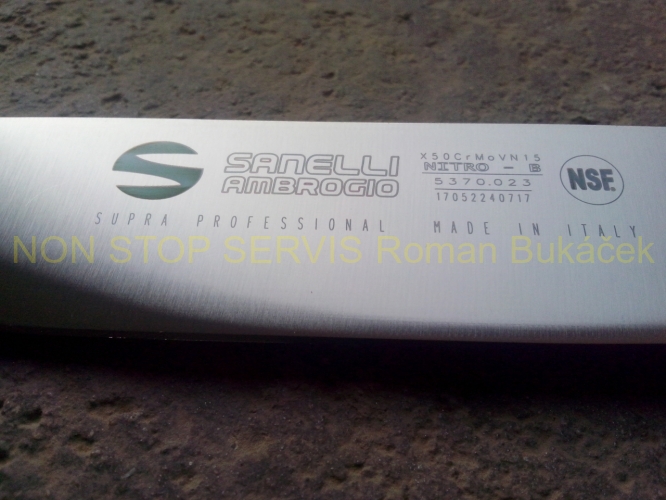 SANELLI
AMBROGIO
X50CrMoVN15
NITRO - B
5370.023
17052240717
NSF.
SUPRA PROFESSIONAL MADE IN ITALY
NON STOP SERVIS Roman Bukáček